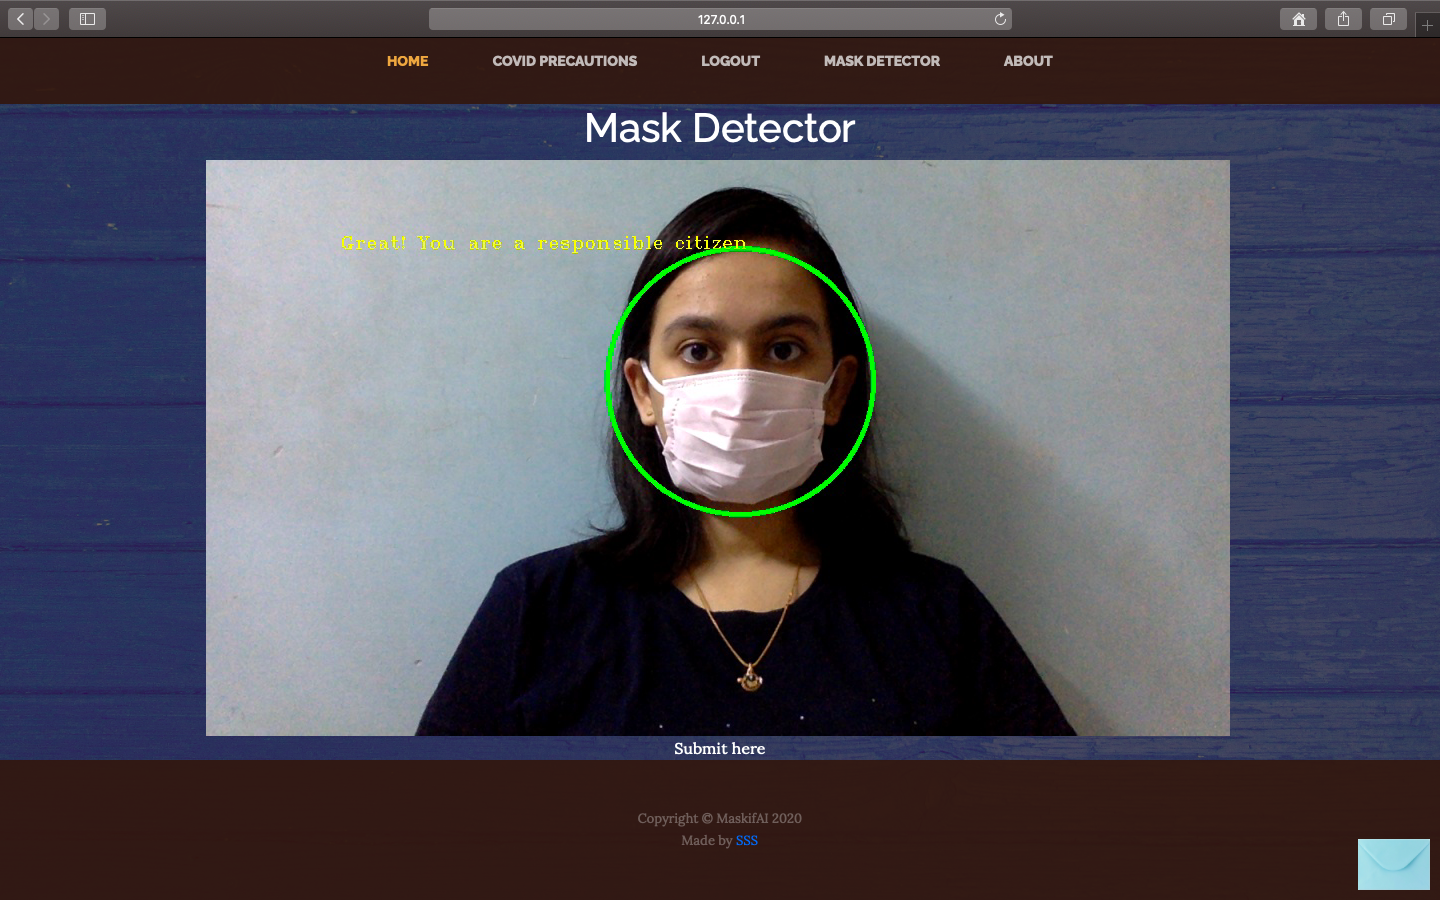 127.0.0.1
HOME COVID PRECAUTIONS LOGOUT MASK DETECTOR ABOUT
Mask Detector
Great! You are a responsible citizen
Submit here
Copyright © MaskifAI 2020
Made by SSS